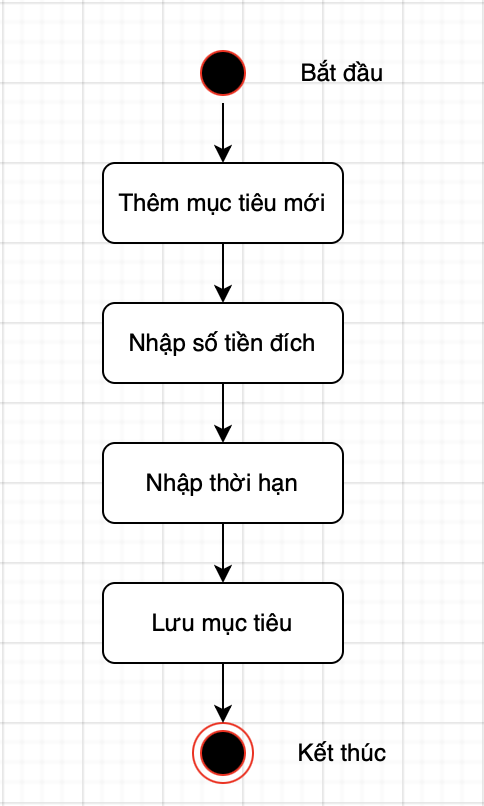 Bắt đầu
Thêm mục tiêu mới
Nhập số tiền đích
Nhập thời hạn
Lưu mục tiêu
Kết thúc